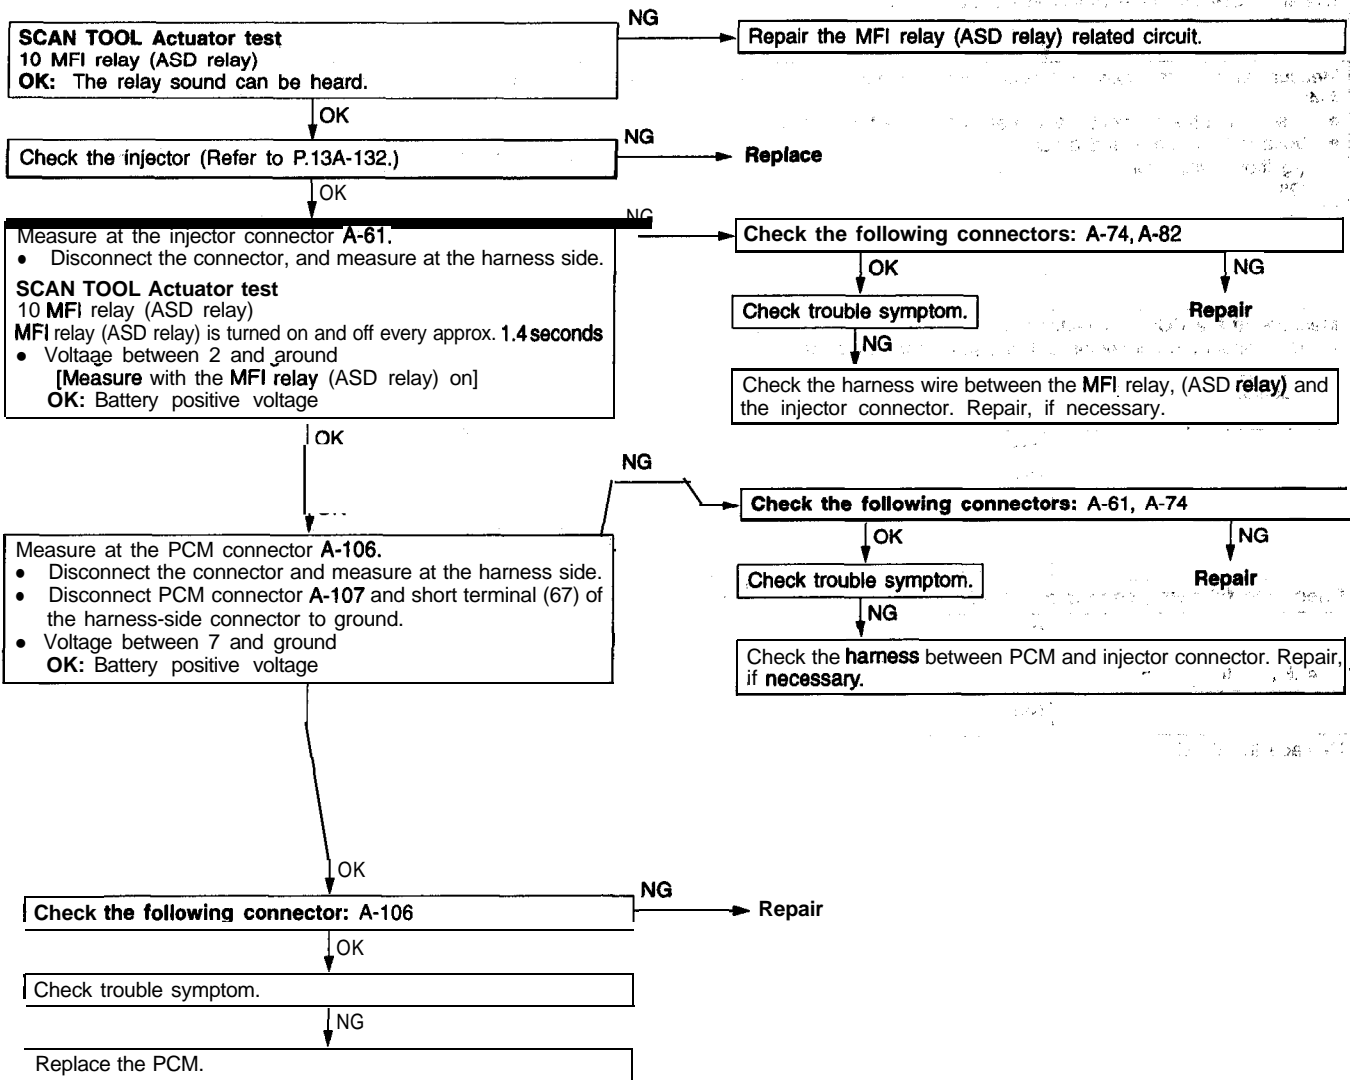 NG
SCAN TOOL Actuator test
10 MFI relay (ASD relay)
OK: The relay sound can be heard.
Repair the MFI relay (ASD relay) related circuit.
OK
NG
Check the injector (Refer to P.13A-132.)
Replace
OK
NG
Measure at the injector connector A-61.
• Disconnect the connector, and measure at the harness side.
SCAN TOOL Actuator test
10 MFI relay (ASD relay)
MFI relay (ASD relay) is turned on and off every approx. 1.4 seconds
• Voltage between 2 and around
[Measure with the MFI relay (ASD relay) on]
OK: Battery positive voltage
Check the following connectors: A-74, A-82
OK
NG
Check trouble symptom.
Repair
NG
Check the harness wire between the MFI relay, (ASD relay) and
the injector connector. Repair, if necessary.
OK
NG
Check the following connectors: A-61, A-74
OK
NG
Check trouble symptom.
Repair
NG
Check the harness between PCM and injector connector. Repair,
if necessary.
Measure at the PCM connector A-106.
• Disconnect the connector and measure at the harness side.
• Disconnect PCM connector A-107 and short terminal (67) of
the harness-side connector to ground.
• Voltage between 7 and ground
OK: Battery positive voltage
OK
NG
Check the following connector: A-106
Repair
OK
Check trouble symptom.
NG
Replace the PCM.